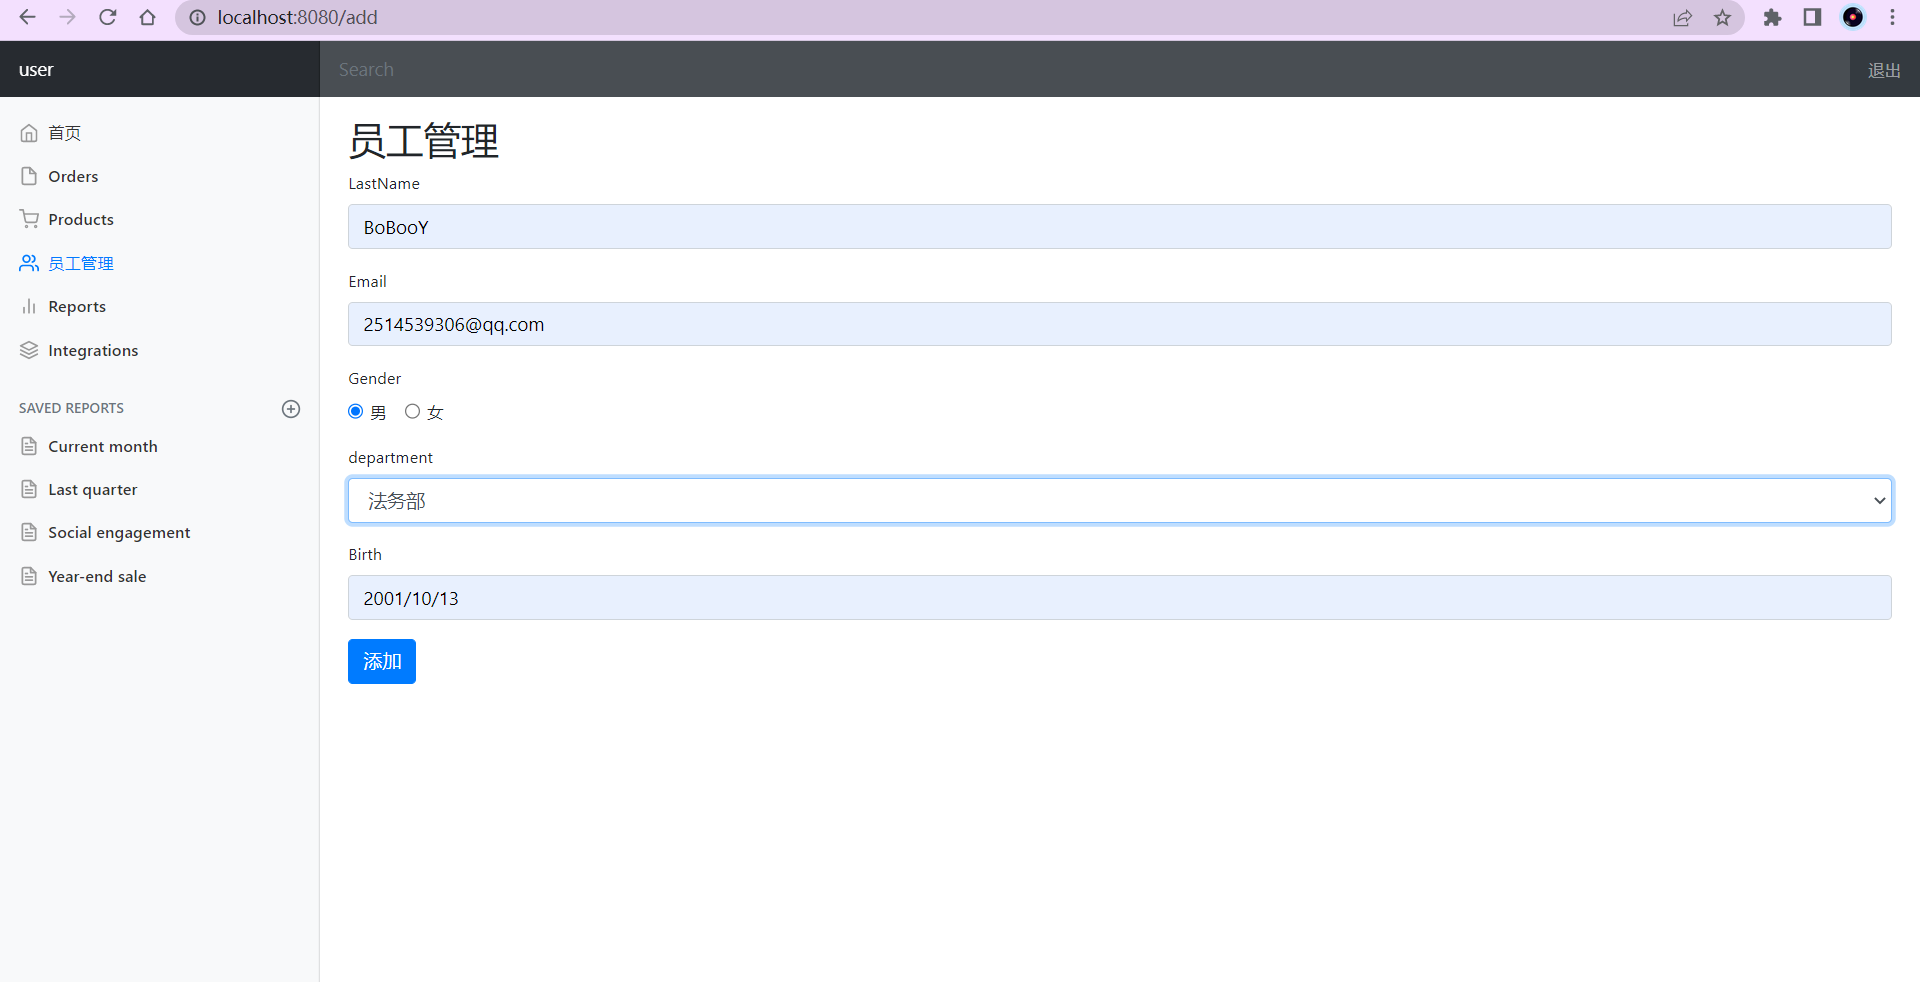 localhost:8080/add
user
Search
退出
首页
Orders
Products
员工管理
Reports
Integrations
SAVED REPORTS
Current month
Last quarter
Social engagement
Year-end sale
员工管理
LastName
BoBooY
Email
2514539306@qq.com
Gender
男 女
department
法务部
Birth
2001/10/13
添加